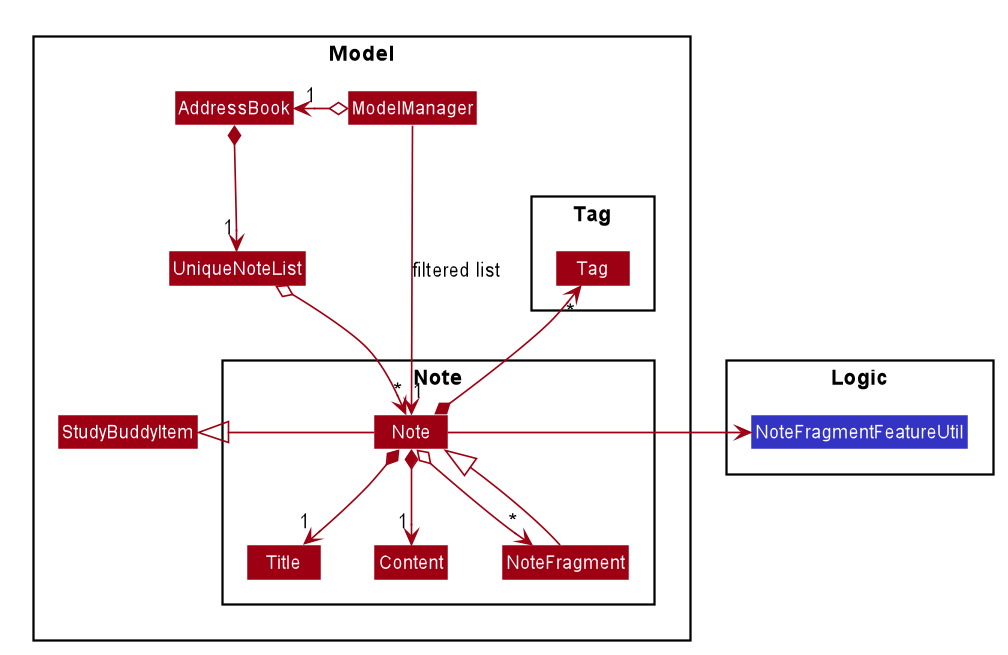 Model
1
AddressBook
ModelManager
Tag
1
UniqueNoteList
filtered list
Tag
*
Note
Logic
*
1
StudyBuddyItem
Note
NoteFragmentFeatureUtil
1
1
*
Title
Content
NoteFragment